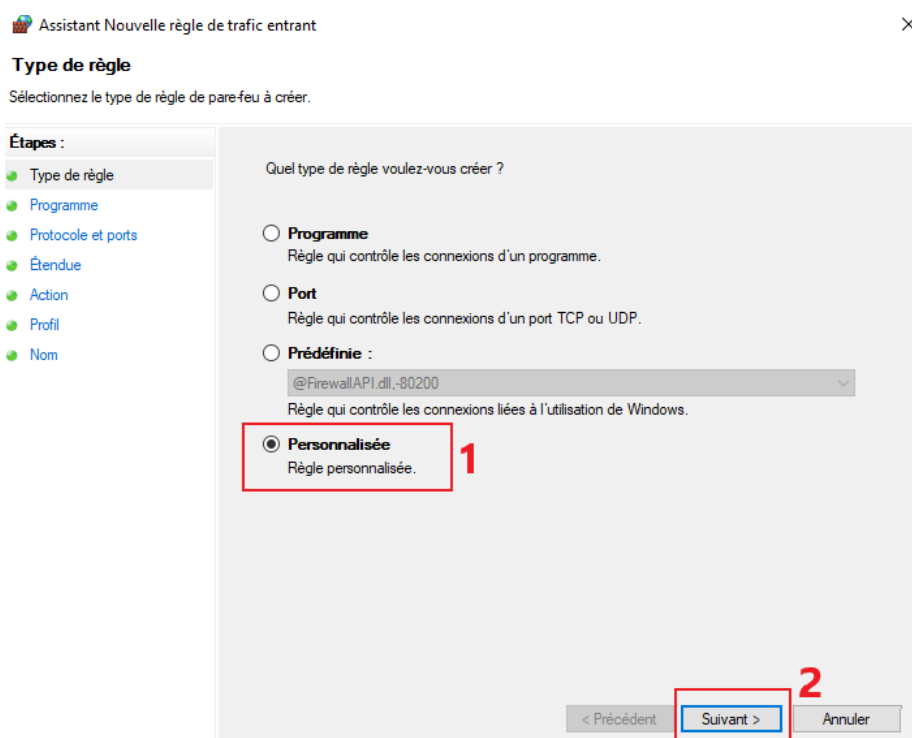 Assistant Nouvelle règle de trafic entrant
Type de règle
Sélectionnez le type de règle de pare-feu à créer.
Étapes :
Type de règle
Programme
Protocole et ports
Étendue
Action
Profil
Nom
Quel type de règle voulez-vous créer ?
Programme
Règle qui contrôle les connexions d'un programme.
Port
Règle qui contrôle les connexions d'un port TCP ou UDP.
Prédéfinie :
@FirewallAPI.dll,-80200
Règle qui contrôle les connexions liées à l'utilisation de Windows.
Personnalisée
Règle personnalisée.
1
2
< Précédent
Suivant >
Annuler